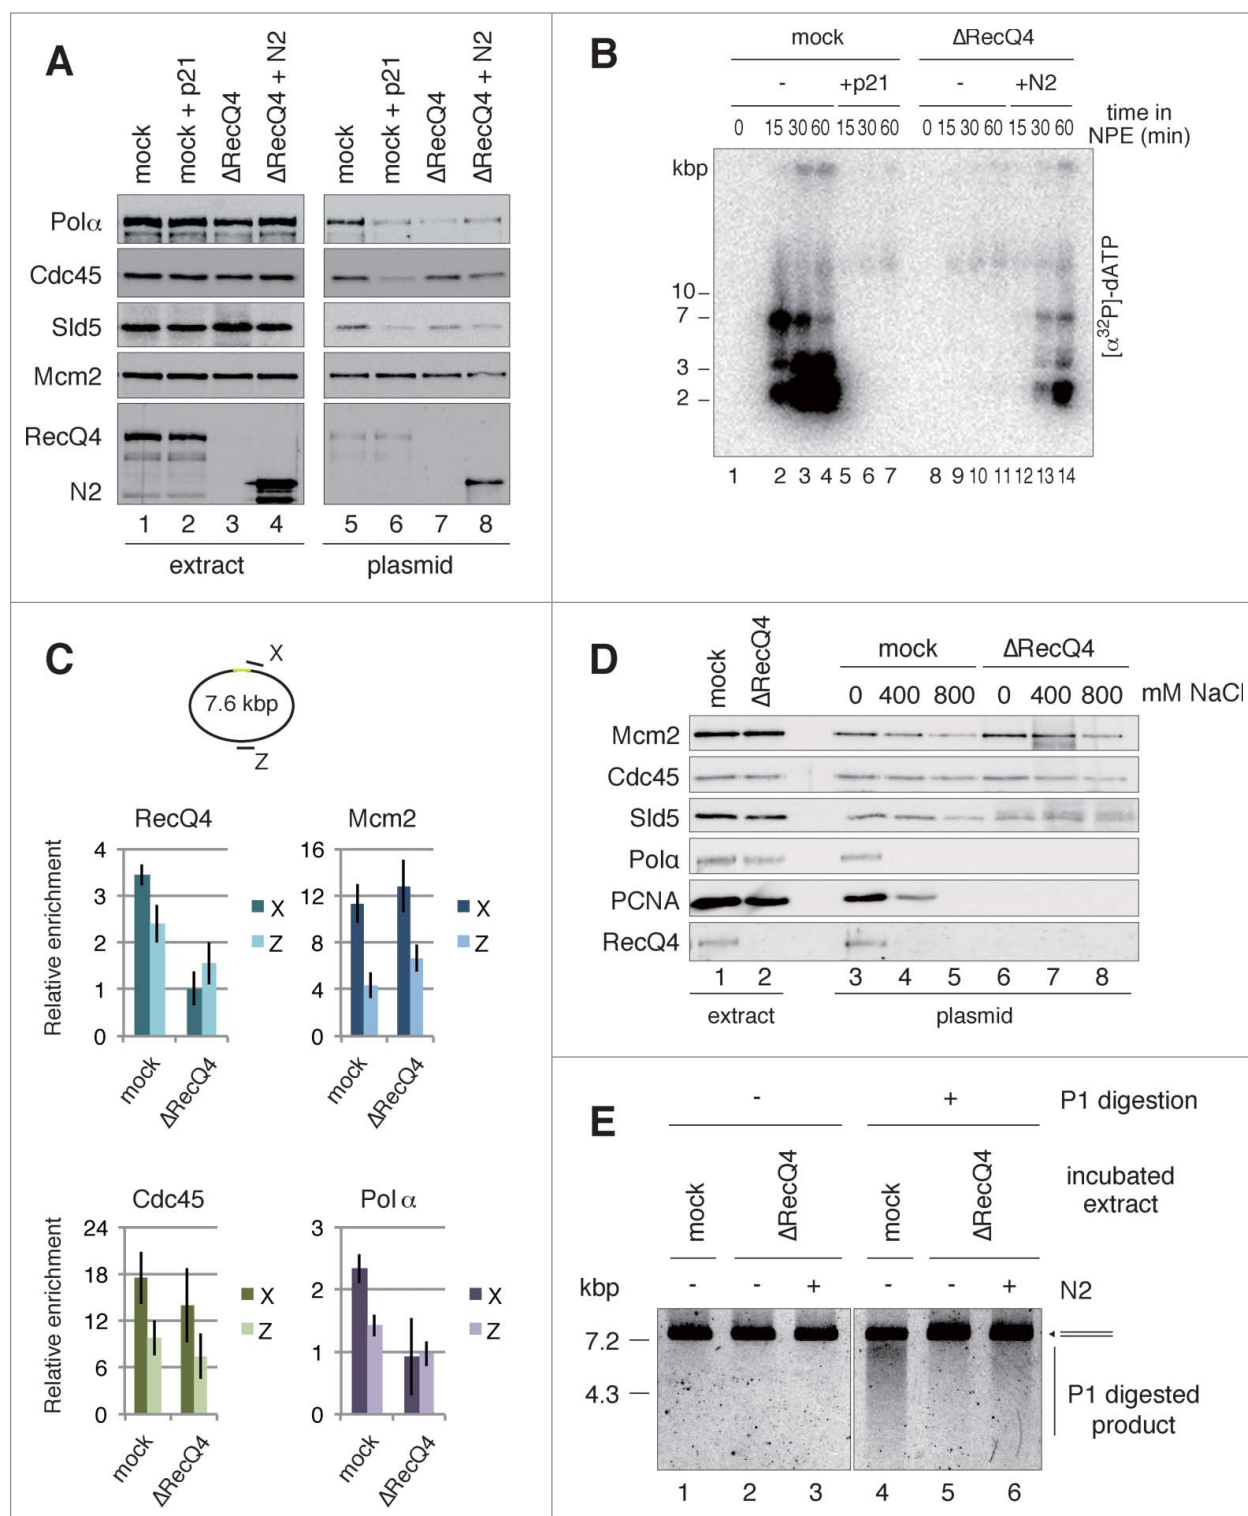 A
mock
mock + p21
ΔRecQ4
ΔRecQ4 + N2
mock
mock + p21
ΔRecQ4
ΔRecQ4 + N2
Polα
Cdc45
Sld5
Mcm2
RecQ4
N2
1 2 3 4 5 6 7 8
extract plasmid
B
mock ΔRecQ4
- +p21 - +N2
0 15 30 60 15 30 60 0 15 30 60 15 30 60
time in
NPE (min)
kbp
10
7
3
2
[α³²P]-dATP
1 2 3 4 5 6 7 8 9 10 11 12 13 14
C
X
7.6 kbp
Z
RecQ4
Relative enrichment
4
3
2
1
0
X
Z
mock
ΔRecQ4
Mcm2
16
12
8
4
0
X
Z
mock
ΔRecQ4
Cdc45
Relative enrichment
24
18
12
6
0
X
Z
mock
ΔRecQ4
Pol α
3
2
1
0
X
Z
mock
ΔRecQ4
D
mock
ΔRecQ4
mock ΔRecQ4
0 400 800 0 400 800 mM NaCl
Mcm2
Cdc45
Sld5
Polα
PCNA
RecQ4
1 2 3 4 5 6 7 8
extract plasmid
E
- + P1 digestion
mock
ΔRecQ4
mock
ΔRecQ4
incubated
extract
kbp - - + - - + N2
7.2
4.3
P1 digested
product
1 2 3 4 5 6